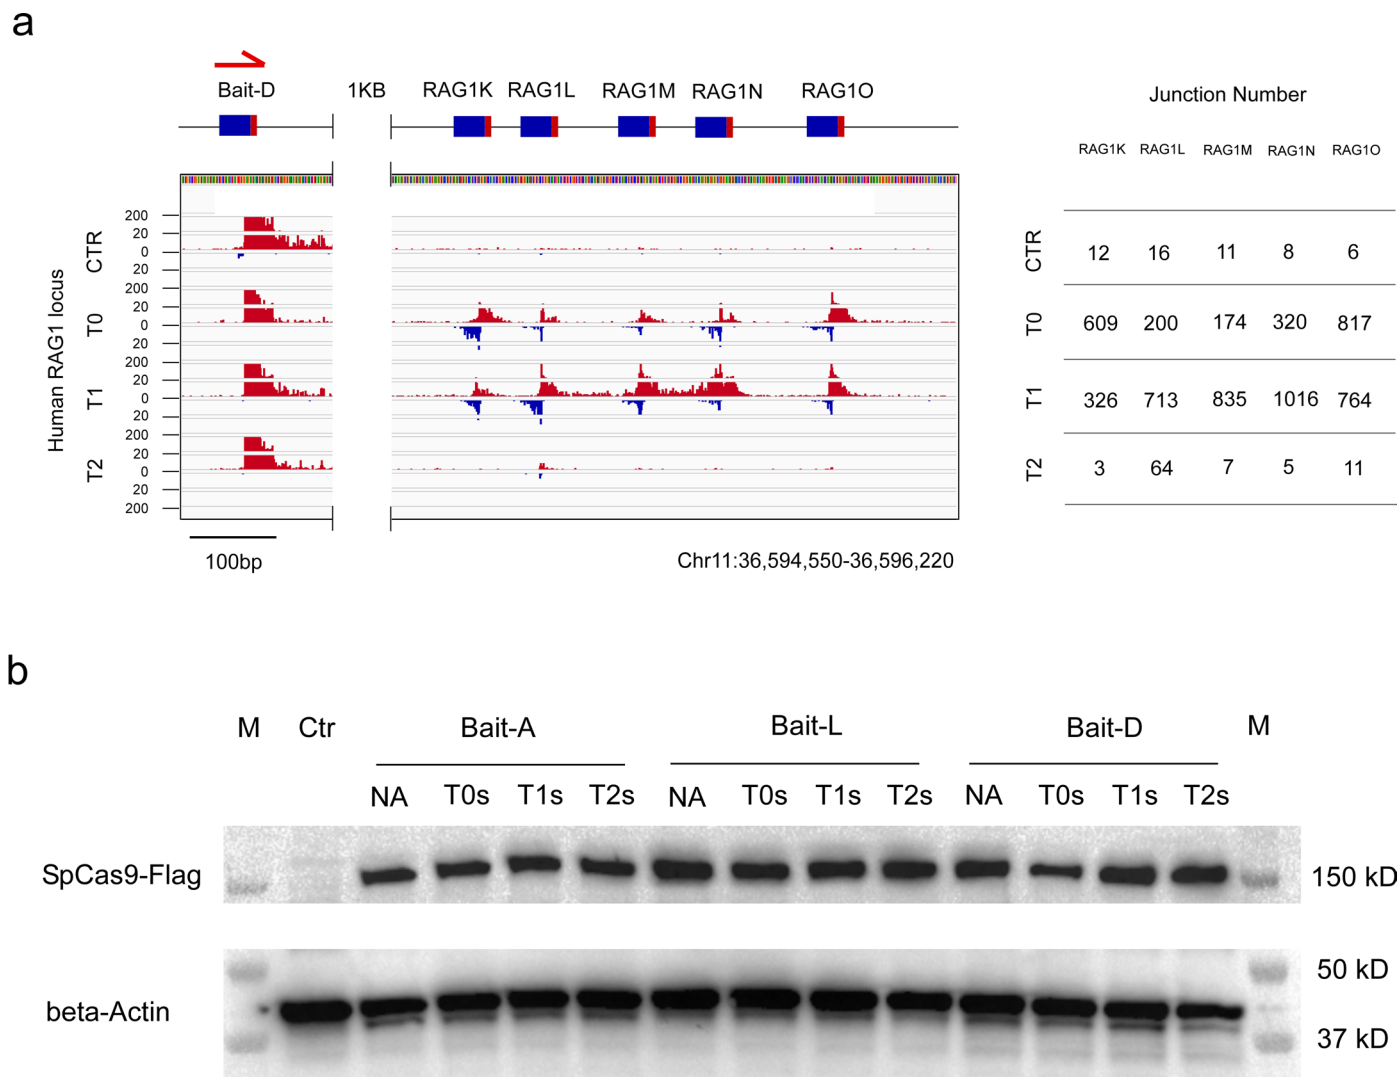 a
Bait-D 1KB RAG1K RAG1L RAG1M RAG1N RAG1O
Junction Number
RAG1K RAG1L RAG1M RAG1N RAG1O
Human RAG1 locus
CTR
200
20
0
20
T0
200
20
0
20
T1
200
20
0
20
T2
200
20
0
20
200
CTR 12 16 11 8 6
T0 609 200 174 320 817
T1 326 713 835 1016 764
T2 3 64 7 5 11
100bp
Chr11:36,594,550-36,596,220
b
M Ctr Bait-A Bait-L Bait-D M
NA T0s T1s T2s NA T0s T1s T2s NA T0s T1s T2s
SpCas9-Flag 150 kD
50 kD
beta-Actin
37 kD